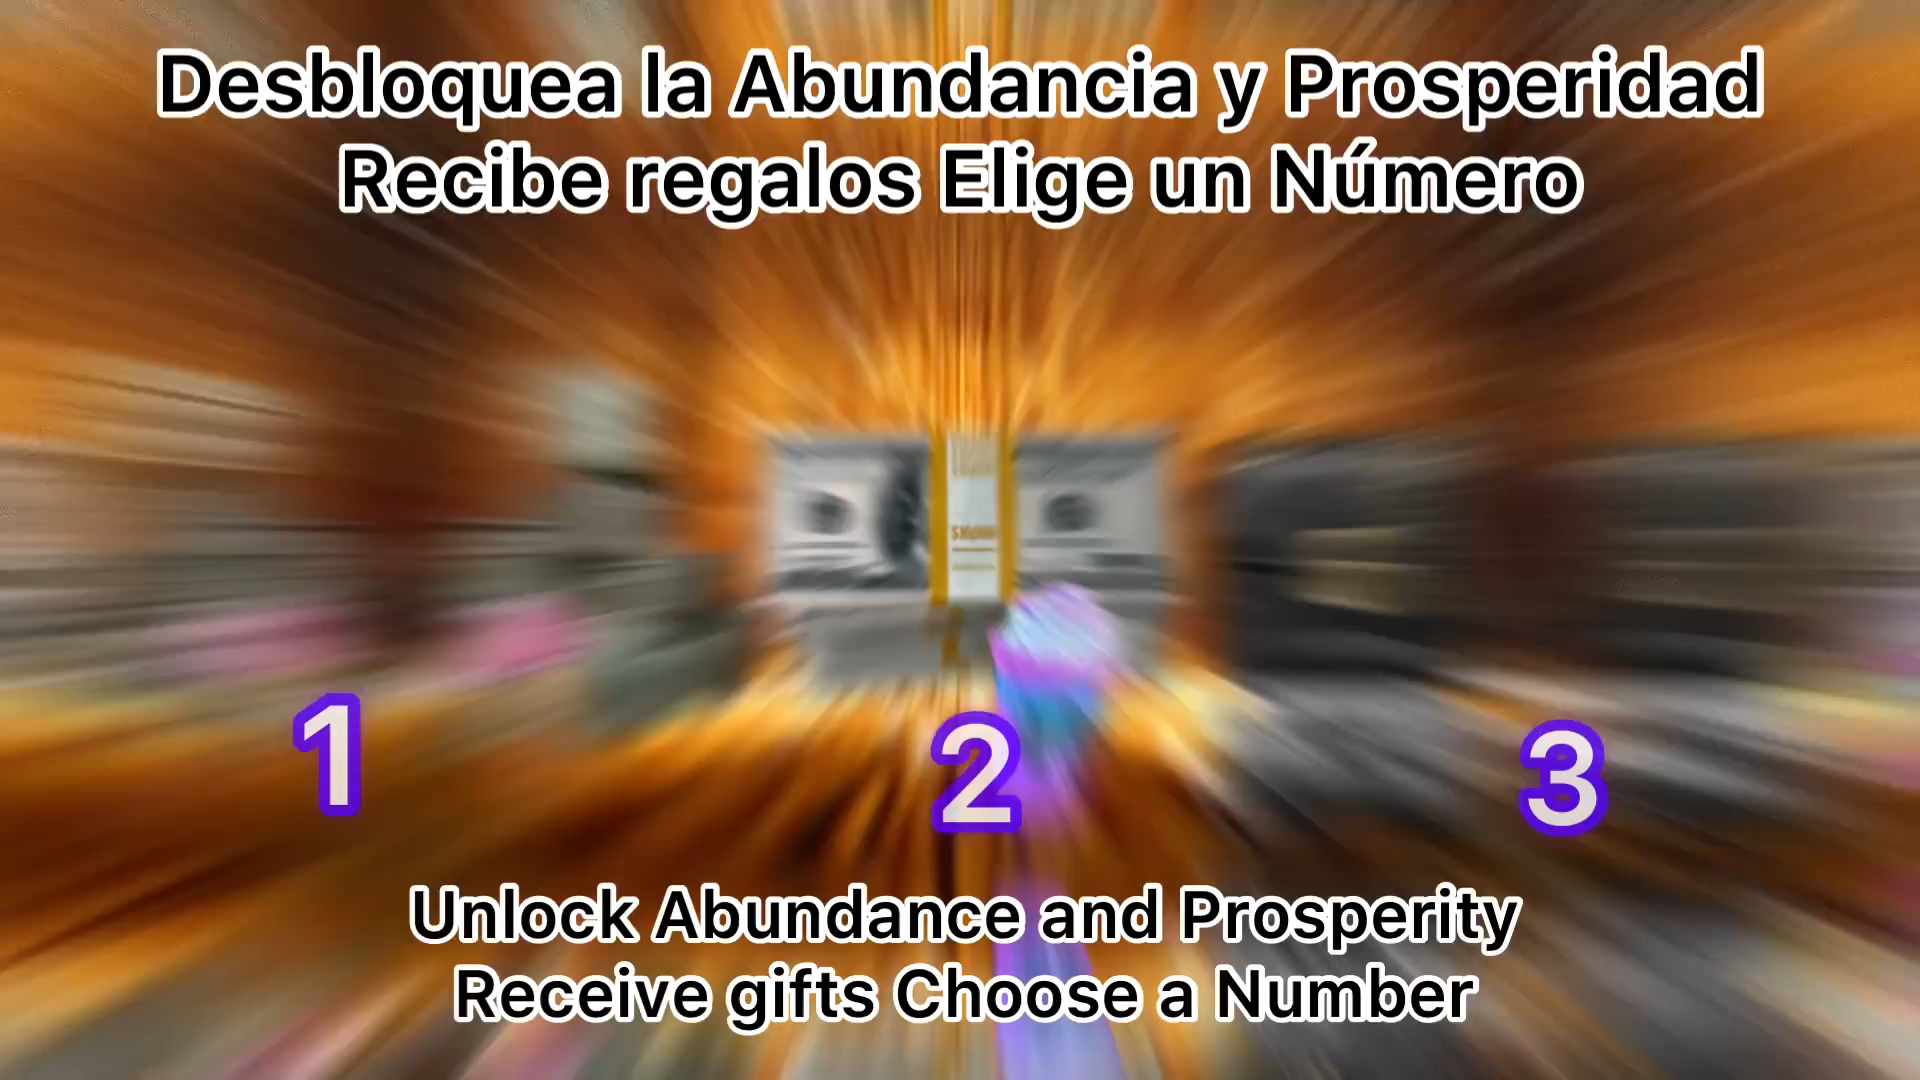 Desbloquea la Abundancia y Prosperidad
Recibe regalos Elige un Número
1 2 3
Unlock Abundance and Prosperity
Receive gifts Choose a Number